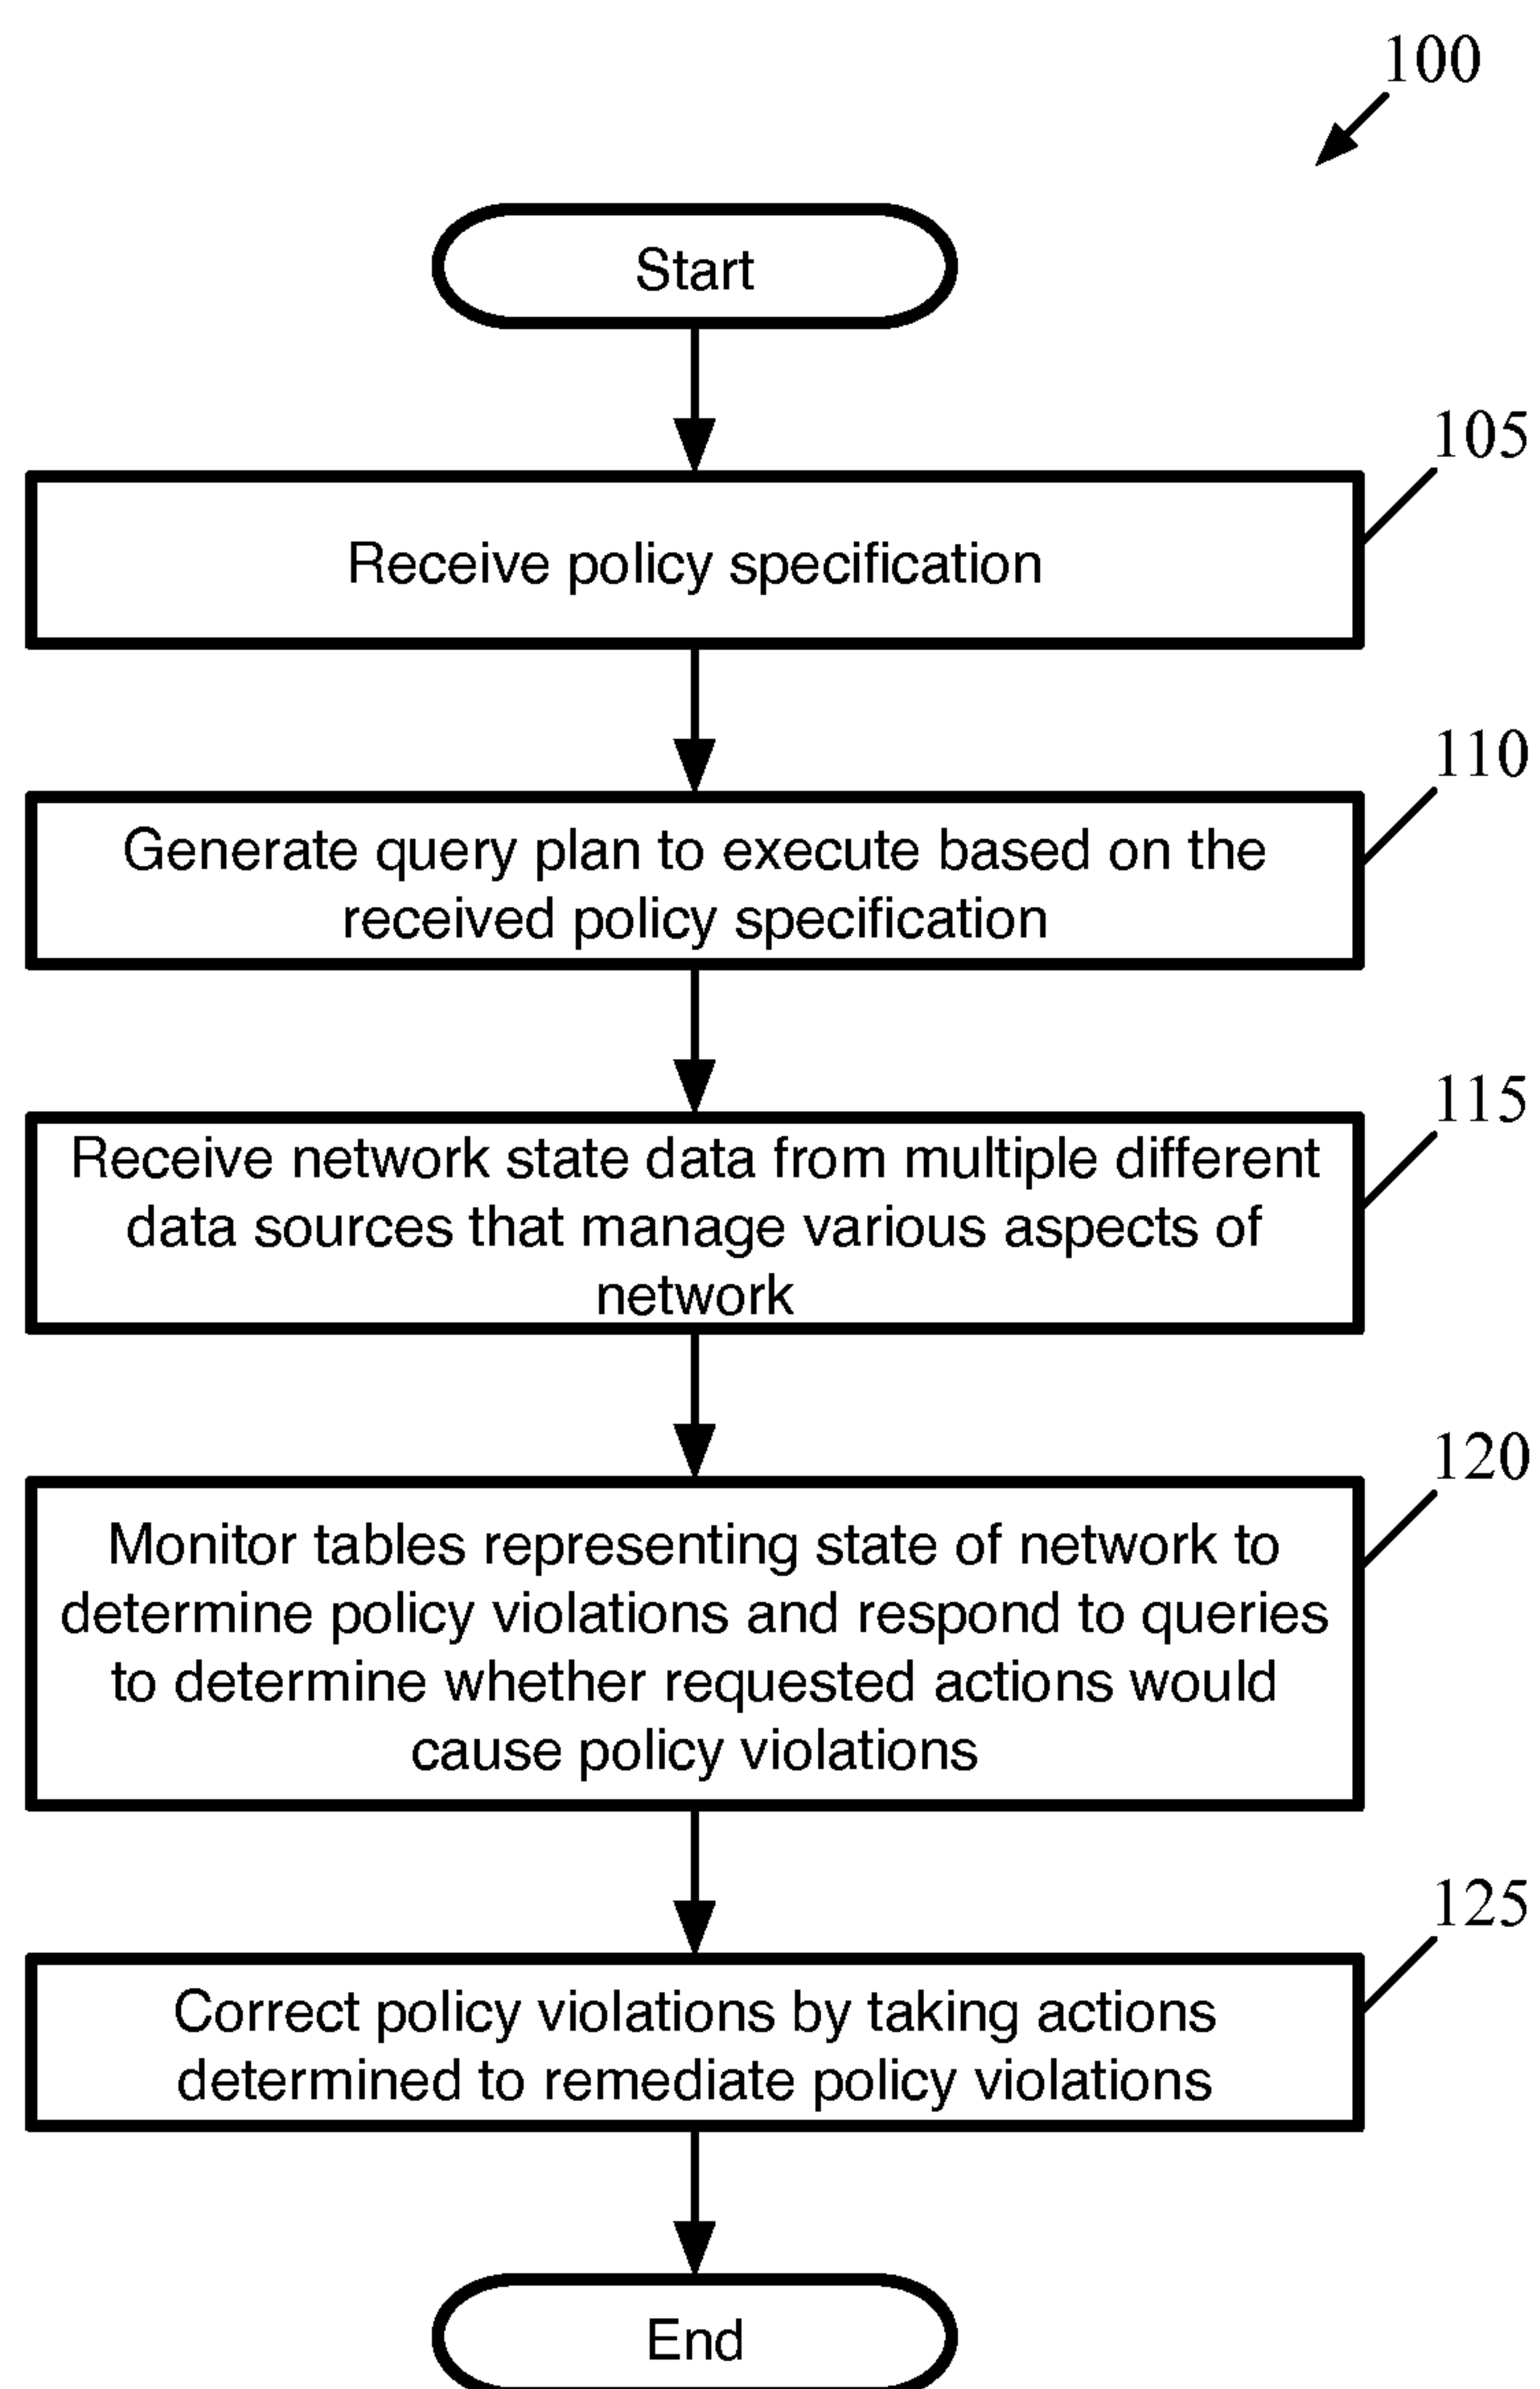 100
Start
105
Receive policy specification
110
Generate query plan to execute based on the
received policy specification
115
Receive network state data from multiple different
data sources that manage various aspects of
network
120
Monitor tables representing state of network to
determine policy violations and respond to queries
to determine whether requested actions would
cause policy violations
125
Correct policy violations by taking actions
determined to remediate policy violations
End